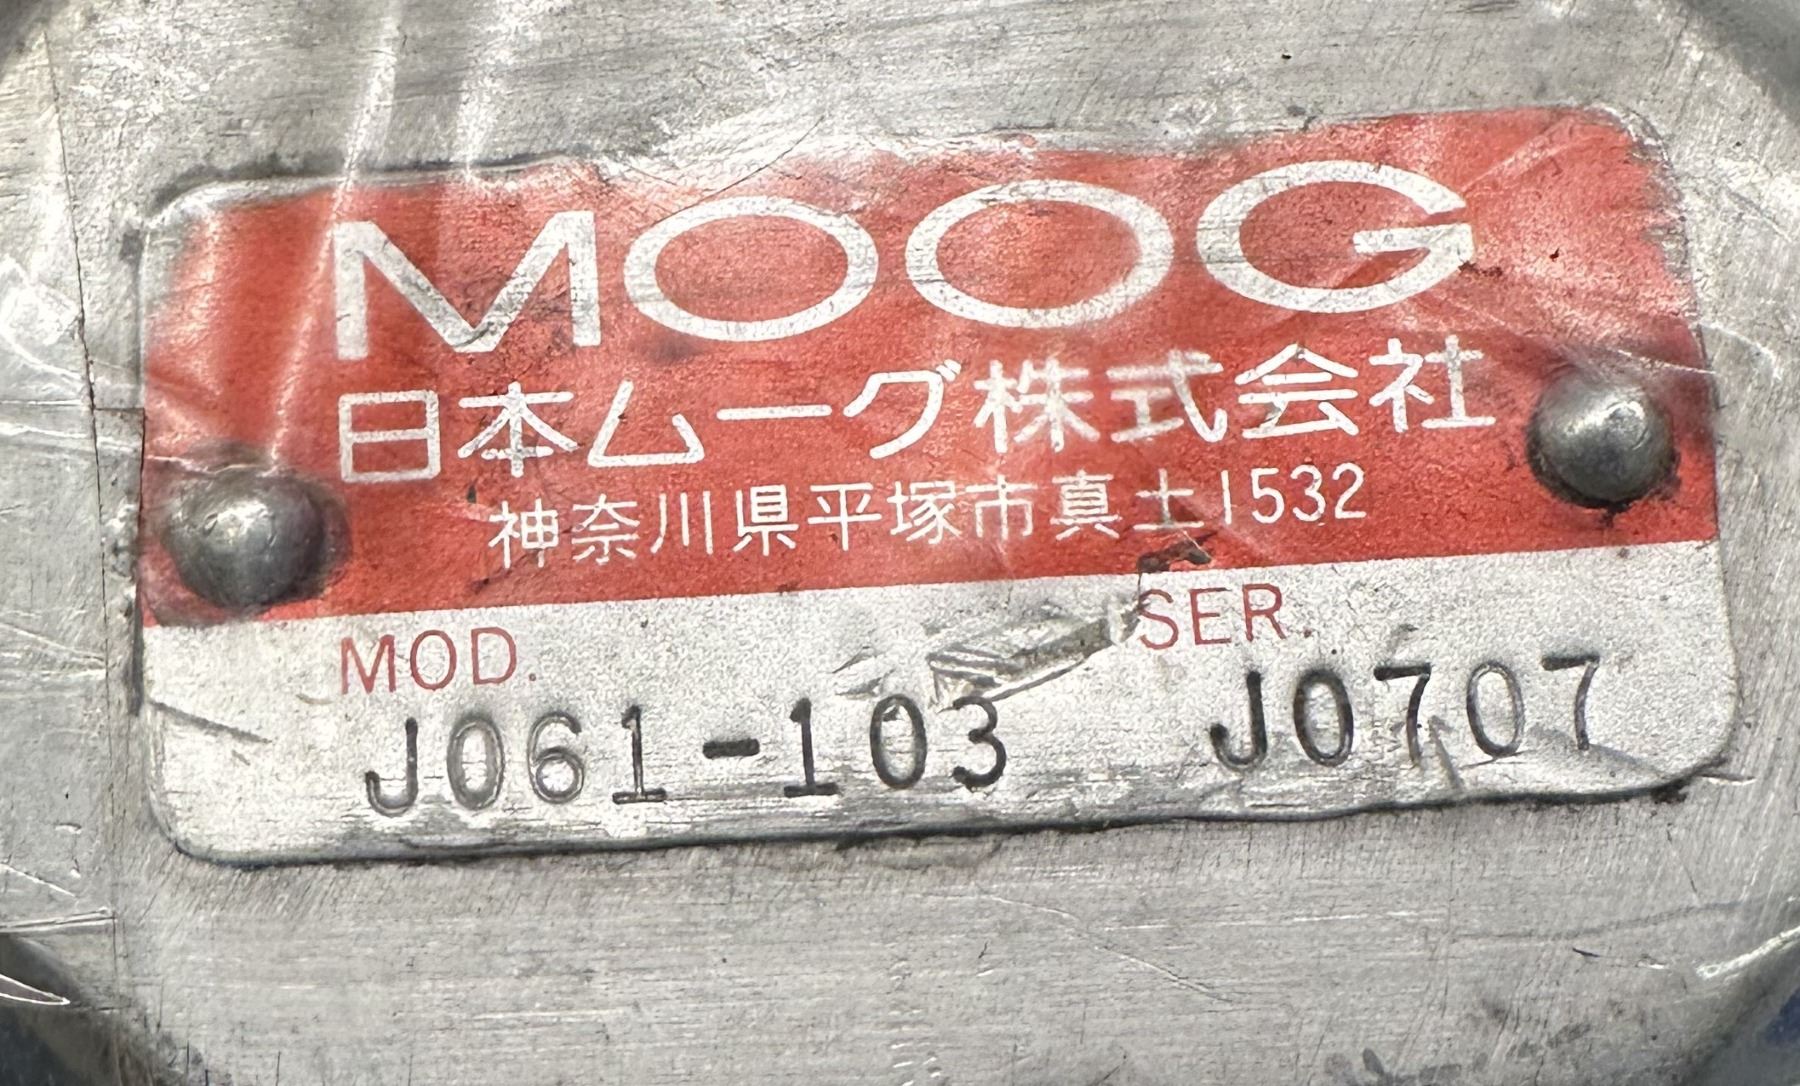 MOOG
日本ムーグ株式会社
神奈川県平塚市真土1532
MOD. SER.
J061-103 J0707